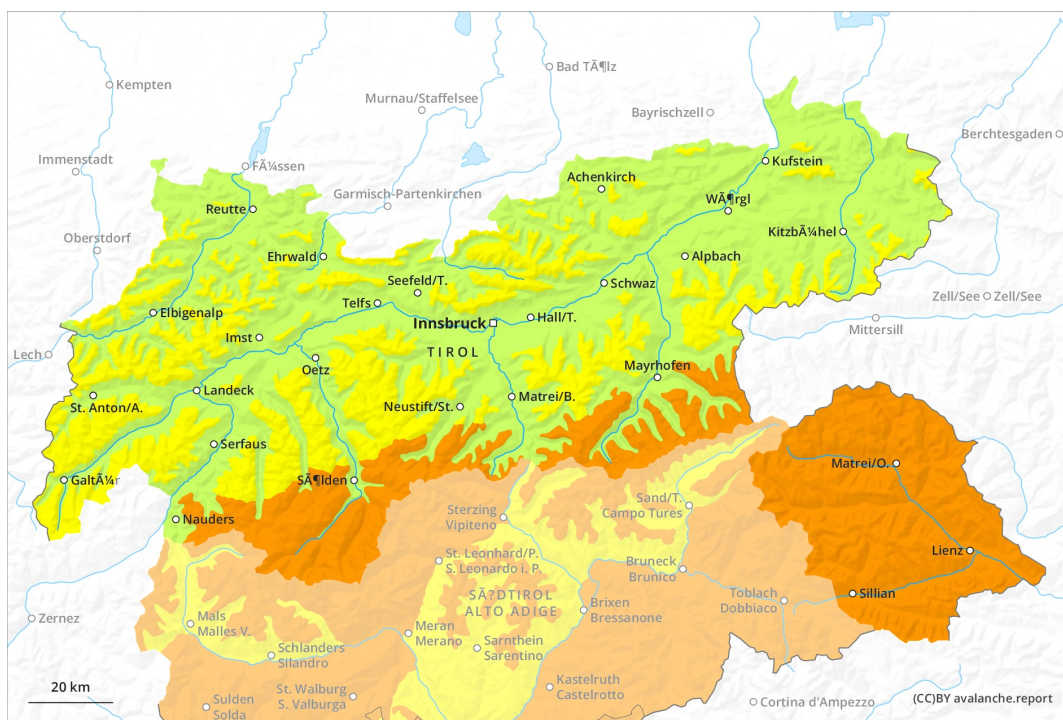 Kempten
Bad TÃ¶lz
Murnau/Staffelsee
Bayrischzell
Berchtesgaden
Immenstadt
FÃ¼ssen
Kufstein
Achenkirch
Garmisch-Partenkirchen
WÃ¶rgl
Reutte
Oberstdorf
KitzbÃ¼hel
Ehrwald
Alpbach
Seefeld/T.
Schwaz
Zell/See
Zell/See
Telfs
Elbigenalp
Hall/T.
Innsbruck
Mittersill
Imst
Lech
TIROL
Oetz
Mayrhofen
Landeck
St. Anton/A.
Matrei/B.
Neustift/St.
Serfaus
Matrei/O.
GaltÃ¼r
SÃ¶lden
Sand/T.
Campo Tures
Nauders
Sterzing
Vipiteno
Lienz
St. Leonhard/P.
S. Leonardo i. P.
Bruneck
Brunico
Sillian
SÃ?DTIROL
ALTO ADIGE
Toblach
Dobbiaco
Brixen
Bressanone
Zernez
Mals
Malles V.
Meran
Merano
Sarnthein
Sarentino
Schlanders
Silandro
20 km
St. Walburg
S. Valburga
Kastelruth
Castelrotto
Sulden
Solda
Cortina d'Ampezzo
(CC)BY avalanche.report